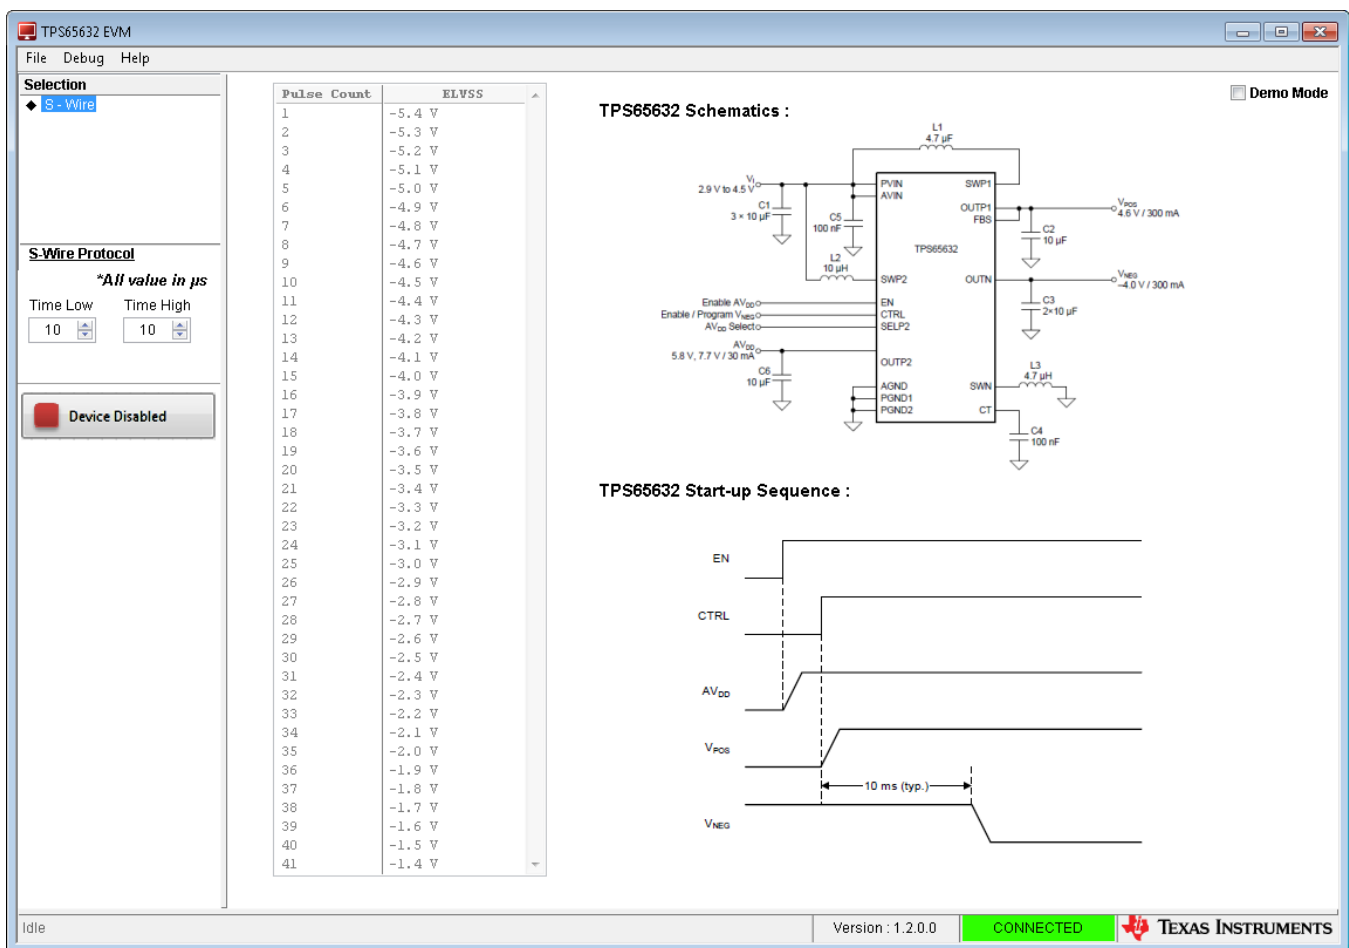 TPS65632 EVM
File Debug Help
Selection
S - Wire
S-Wire Protocol
*All value in µs
Time Low Time High
10 10
Device Disabled
Pulse Count ELVSS
1 -5.4 V
2 -5.3 V
3 -5.2 V
4 -5.1 V
5 -5.0 V
6 -4.9 V
7 -4.8 V
8 -4.7 V
9 -4.6 V
10 -4.5 V
11 -4.4 V
12 -4.3 V
13 -4.2 V
14 -4.1 V
15 -4.0 V
16 -3.9 V
17 -3.8 V
18 -3.7 V
19 -3.6 V
20 -3.5 V
21 -3.4 V
22 -3.3 V
23 -3.2 V
24 -3.1 V
25 -3.0 V
26 -2.9 V
27 -2.8 V
28 -2.7 V
29 -2.6 V
30 -2.5 V
31 -2.4 V
32 -2.3 V
33 -2.2 V
34 -2.1 V
35 -2.0 V
36 -1.9 V
37 -1.8 V
38 -1.7 V
39 -1.6 V
40 -1.5 V
41 -1.4 V
Demo Mode
TPS65632 Schematics :
L1
4.7 µF
VI
2.9 V to 4.5 V
C1
3 × 10 µF
C5
100 nF
L2
10 µH
PVIN
AVIN
SWP1
OUTP1
FBS
TPS65632
SWP2
OUTN
EN
CTRL
SELP2
OUTP2
AGND
PGND1
PGND2
SWN
CT
VPOS
4.6 V / 300 mA
C2
10 µF
VNEG
–4.0 V / 300 mA
C3
2×10 µF
Enable AVDD
Enable / Program VNEG
AVDD Select
AVDD
5.8 V, 7.7 V / 30 mA
C6
10 µF
L3
4.7 µH
C4
100 nF
TPS65632 Start-up Sequence :
EN
CTRL
AVDD
VPOS
10 ms (typ.)
VNEG
Idle
Version : 1.2.0.0
CONNECTED
TEXAS INSTRUMENTS